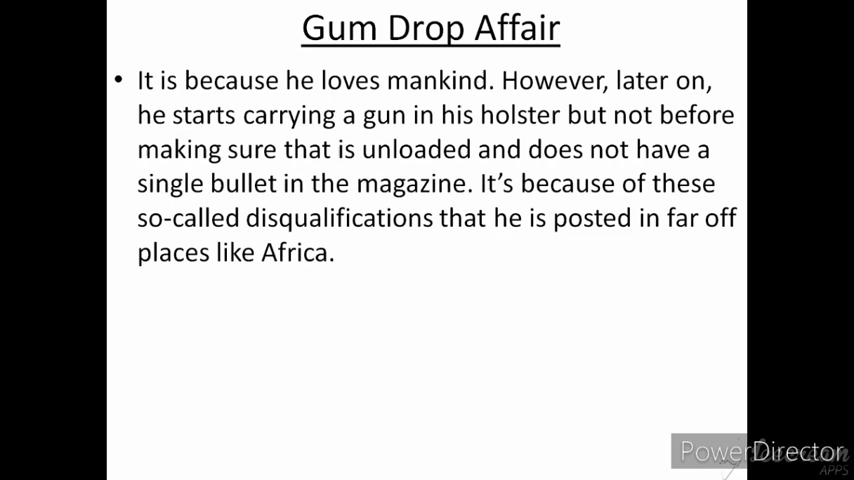 Gum Drop Affair
• It is because he loves mankind. However, later on,
he starts carrying a gun in his holster but not before
making sure that is unloaded and does not have a
single bullet in the magazine. It's because of these
so-called disqualifications that he is posted in far off
places like Africa.
PowerDirector
APPS